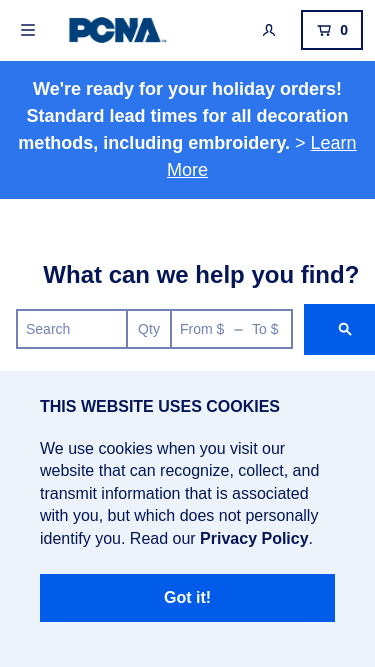 PCNA
0
We're ready for your holiday orders!
Standard lead times for all decoration
methods, including embroidery. > Learn
More
What can we help you find?
Search Qty From $ – To $
THIS WEBSITE USES COOKIES
We use cookies when you visit our
website that can recognize, collect, and
transmit information that is associated
with you, but which does not personally
identify you. Read our Privacy Policy.
Got it!